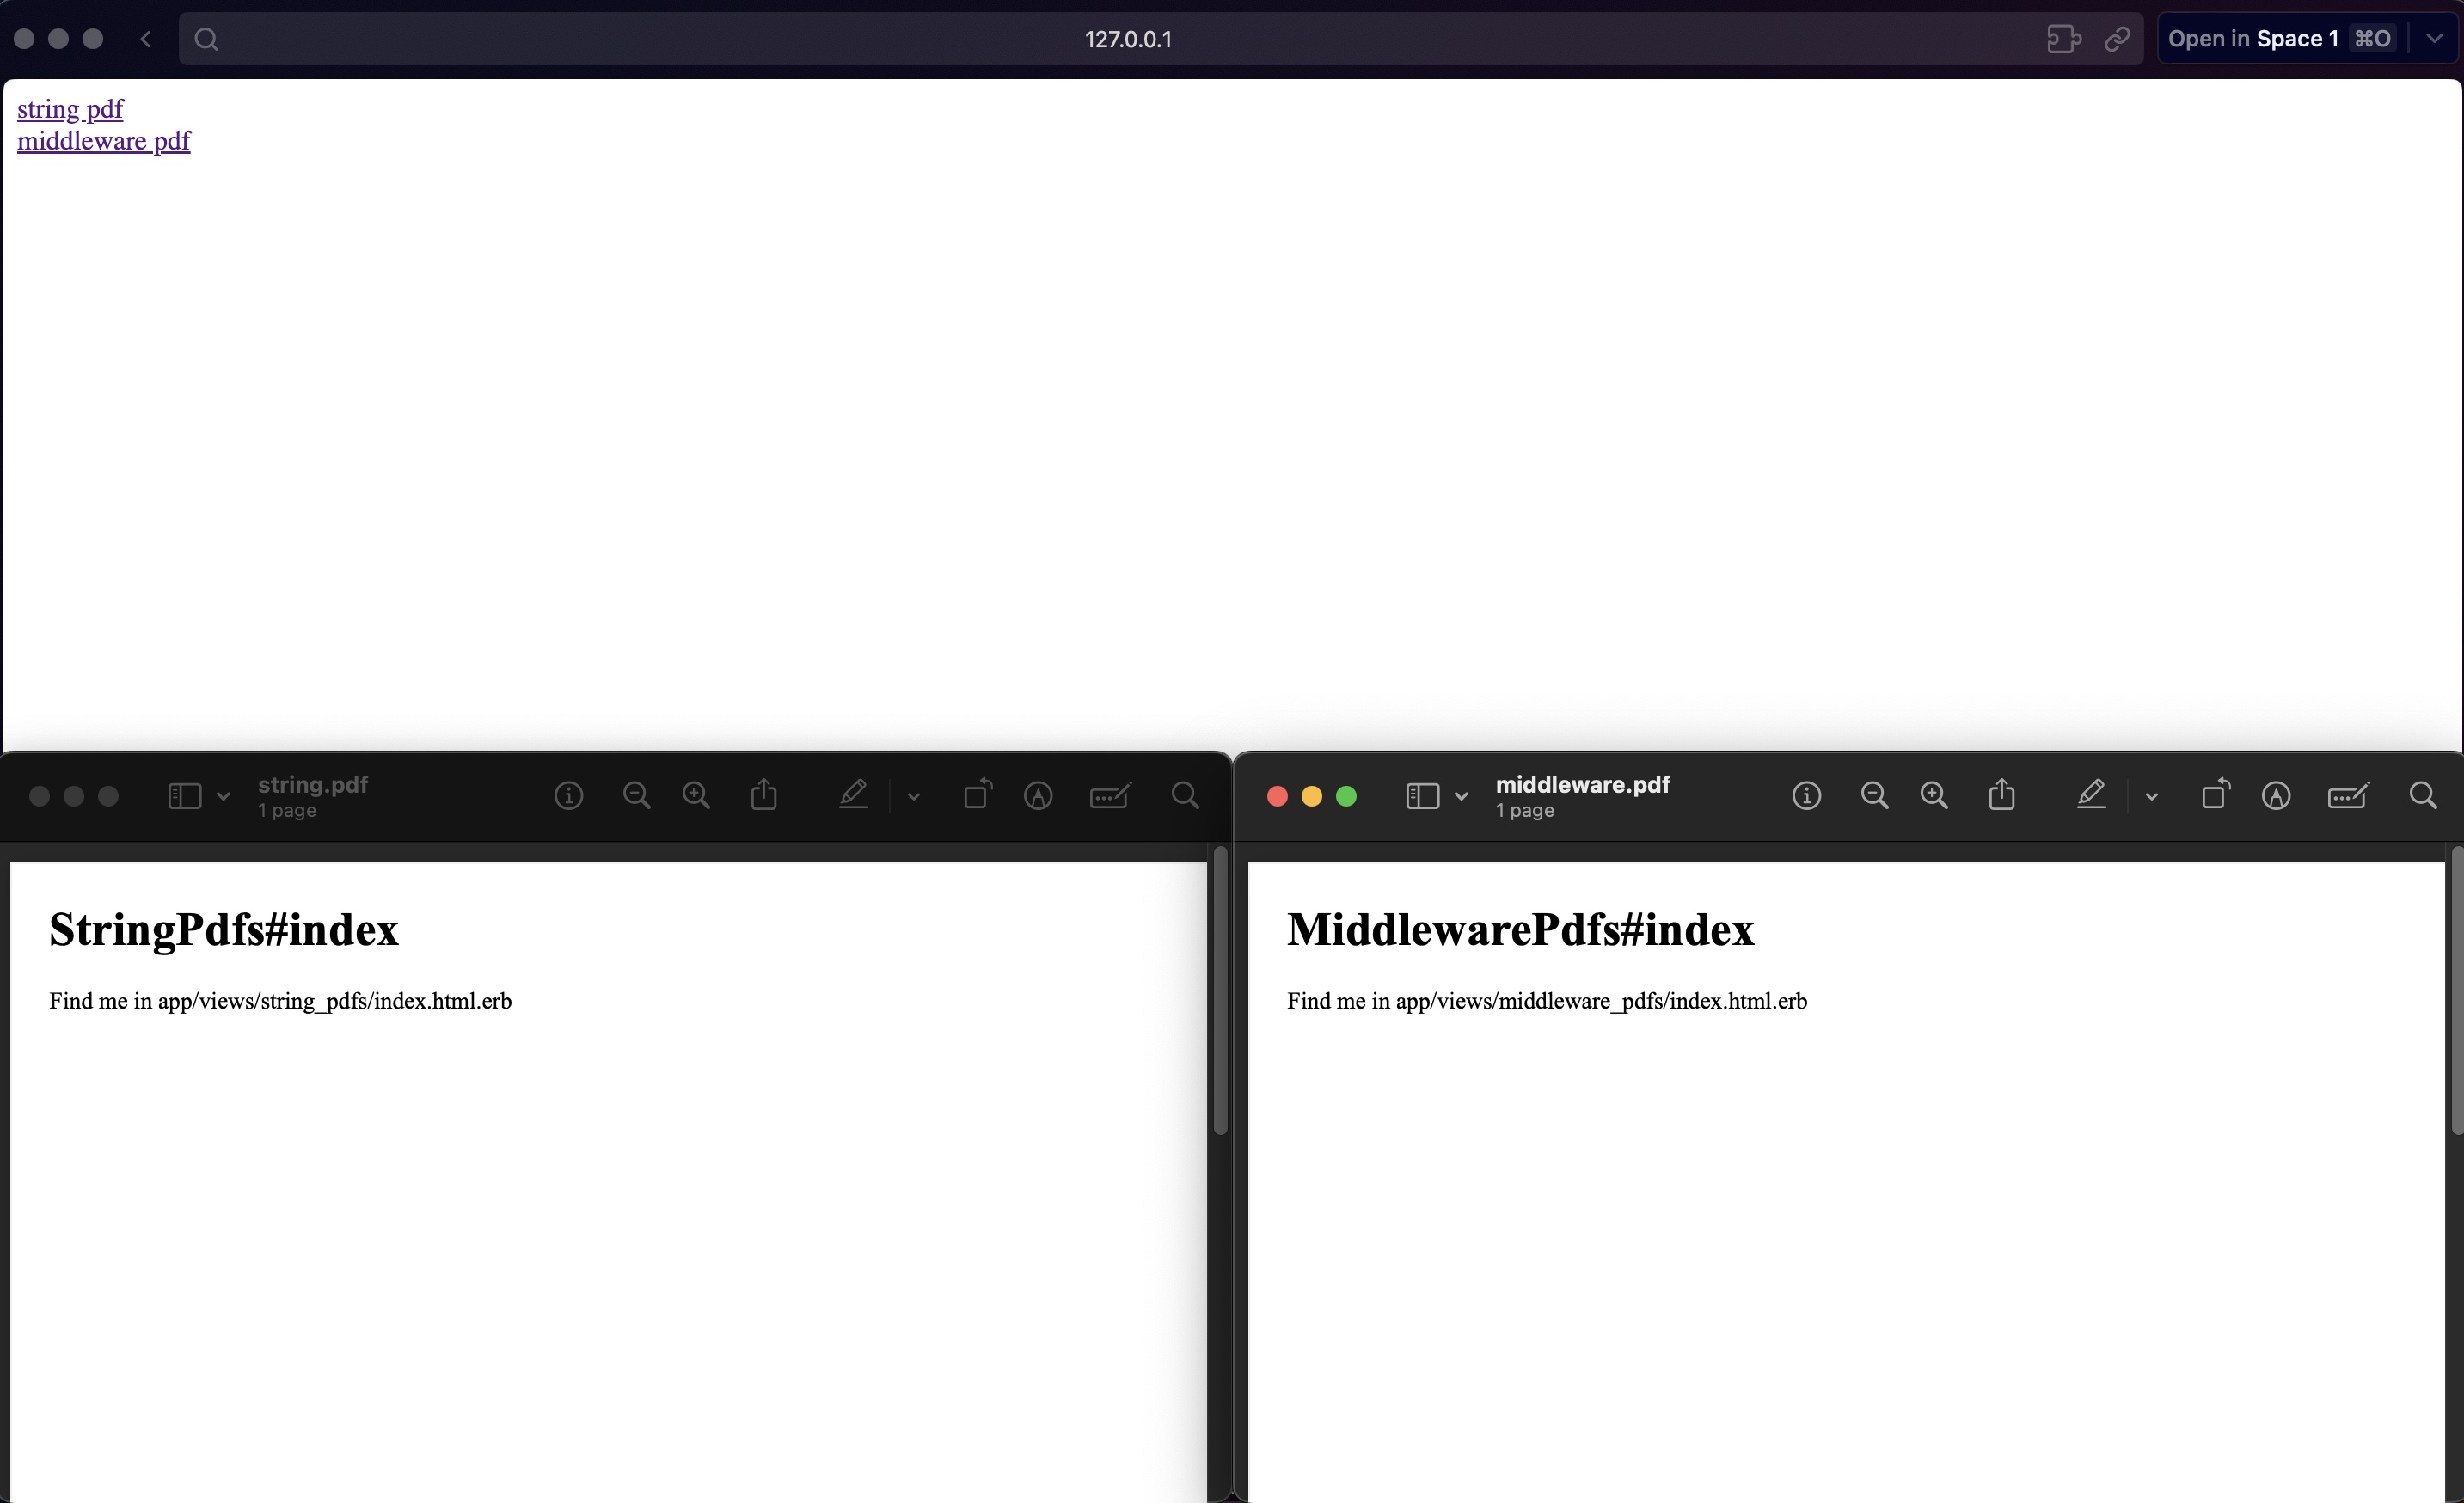 127.0.0.1
Open in Space 1 ⌘O
string pdf
middleware pdf
string.pdf
1 page
StringPdfs#index
Find me in app/views/string_pdfs/index.html.erb
middleware.pdf
1 page
MiddlewarePdfs#index
Find me in app/views/middleware_pdfs/index.html.erb